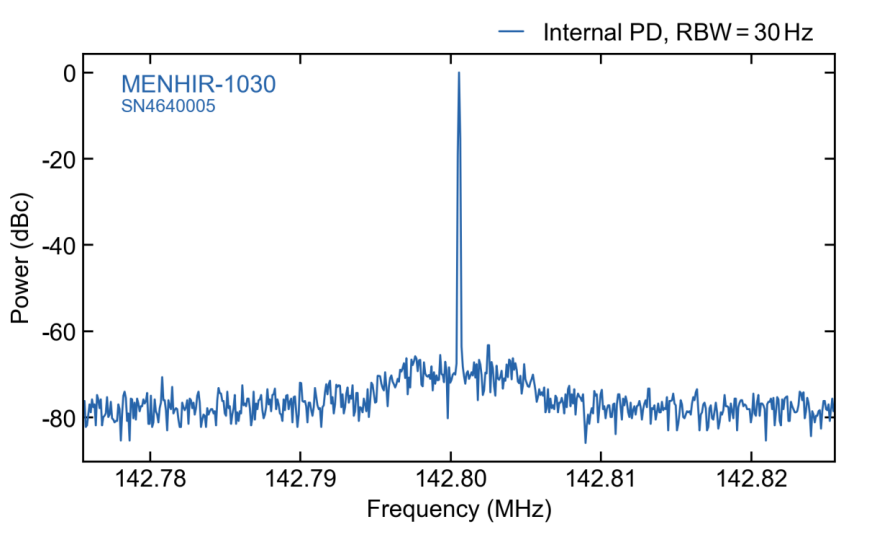 Internal PD, RBW = 30 Hz
MENHIR-1030
SN4640005
Power (dBc)
0
-20
-40
-60
-80
142.78 142.79 142.80 142.81 142.82
Frequency (MHz)